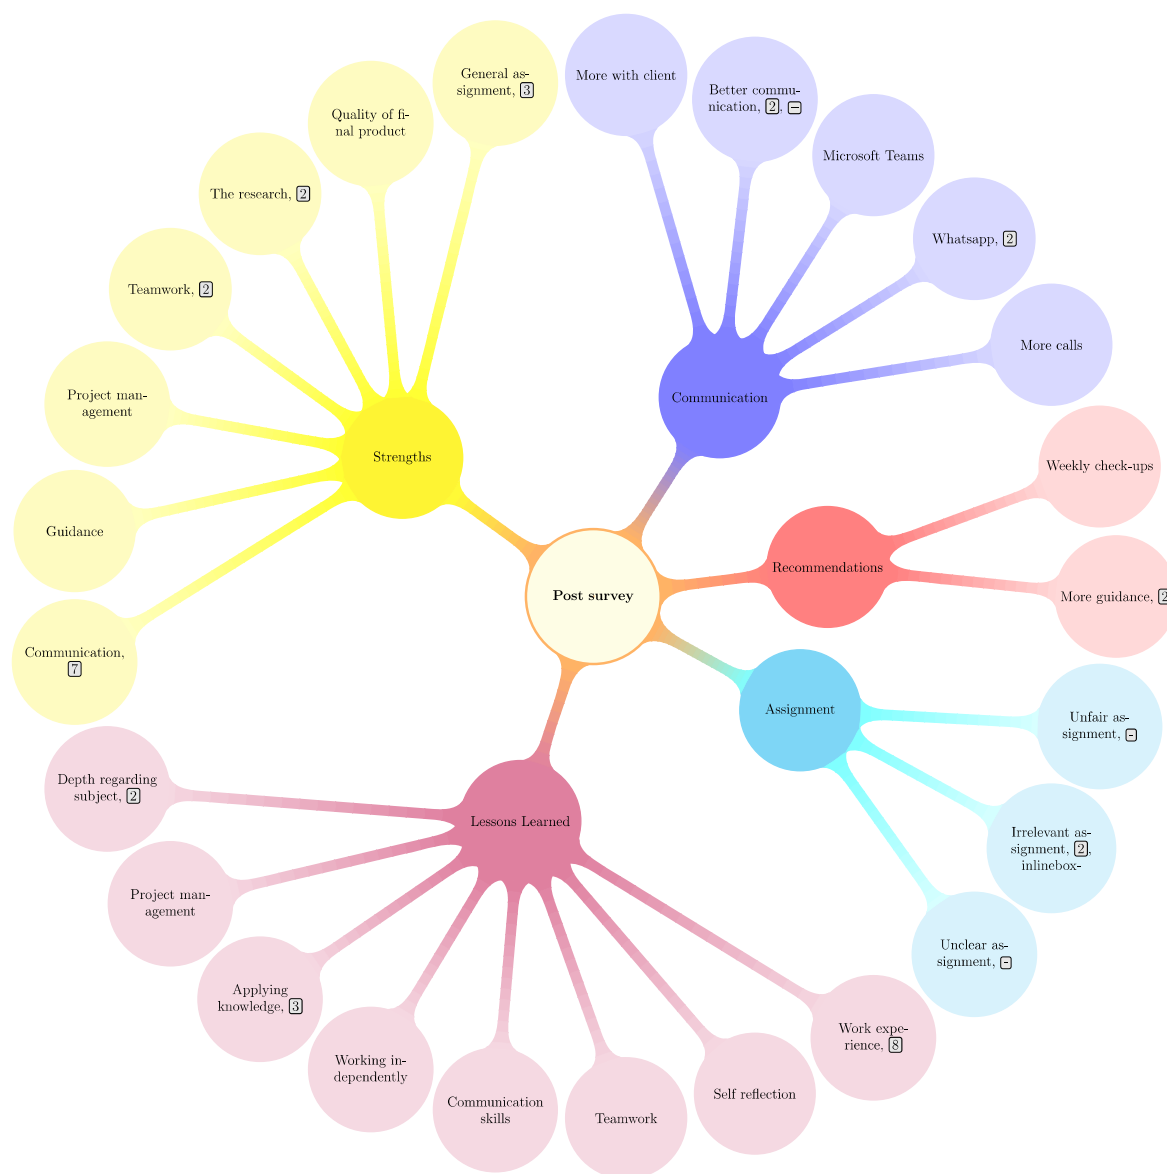 General as-
signment, 3
More with client
Better commu-
nication, 2, –
Quality of fi-
nal product
Microsoft Teams
The research, 2
Whatsapp, 2
Teamwork, 2
More calls
Project man-
agement
Communication
Strengths
Weekly check-ups
Guidance
Recommendations
Post survey
More guidance, 2
Communication,
7
Assignment
Unfair as-
signment, -
Depth regarding
subject, 2
Lessons Learned
Irrelevant as-
signment, 2,
inlinebox-
Project man-
agement
Unclear as-
signment, -
Applying
knowledge, 3
Work expe-
rience, 8
Working in-
dependently
Self reflection
Communication
skills
Teamwork